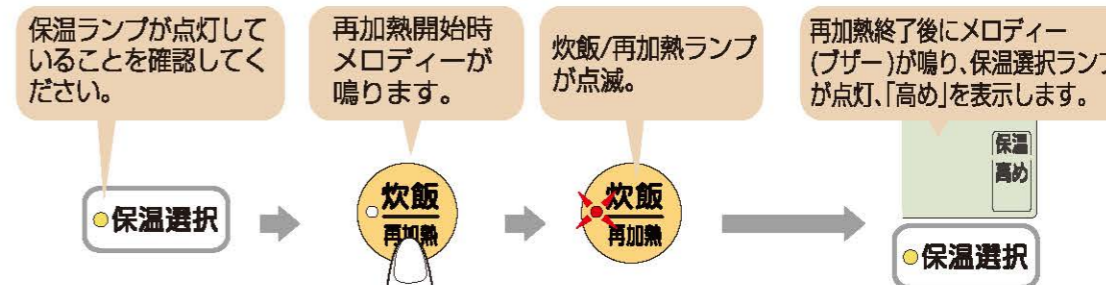 保温ランプが点灯して
いることを確認してく
ださい。
再加熱開始時
メロディーが
鳴ります。
炊飯/再加熱ランプ
が点滅。
再加熱終了後にメロディー
(ブザー)が鳴り、保温選択ランプ
が点灯、「高め」を表示します。
保温選択
炊飯
再加熱
炊飯
再加熱
保温
高め
保温選択